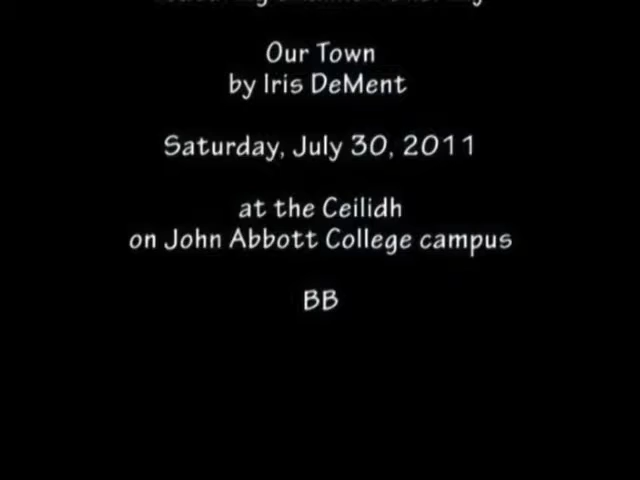 Our Town
by Iris DeMent
Saturday, July 30, 2011
at the Ceilidh
on John Abbott College campus
BB